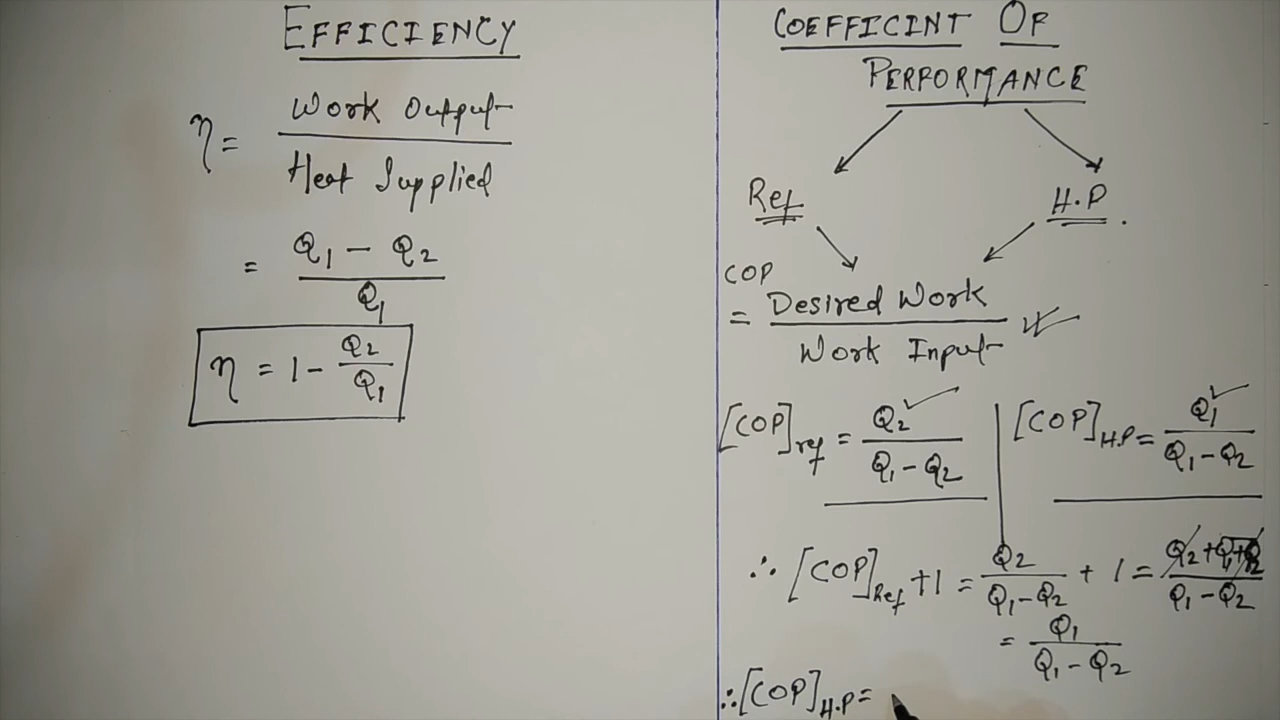 EFFICIENCY
η = Work Output / Heat Supplied
= Q1 - Q2 / Q1
η = 1 - Q2 / Q1
COEFFICINT OF
PERFORMANCE
Ref H.P.
COP
= Desired Work / Work Input
[COP]ref = Q2 / Q1 - Q2
[COP]H.P = Q1 / Q1 - Q2
∴ [COP]Ref + 1 = Q2 / Q1 - Q2 + 1 = Q2 + Q1 / Q1 - Q2
= Q1 / Q1 - Q2
∴ [COP]H.P =